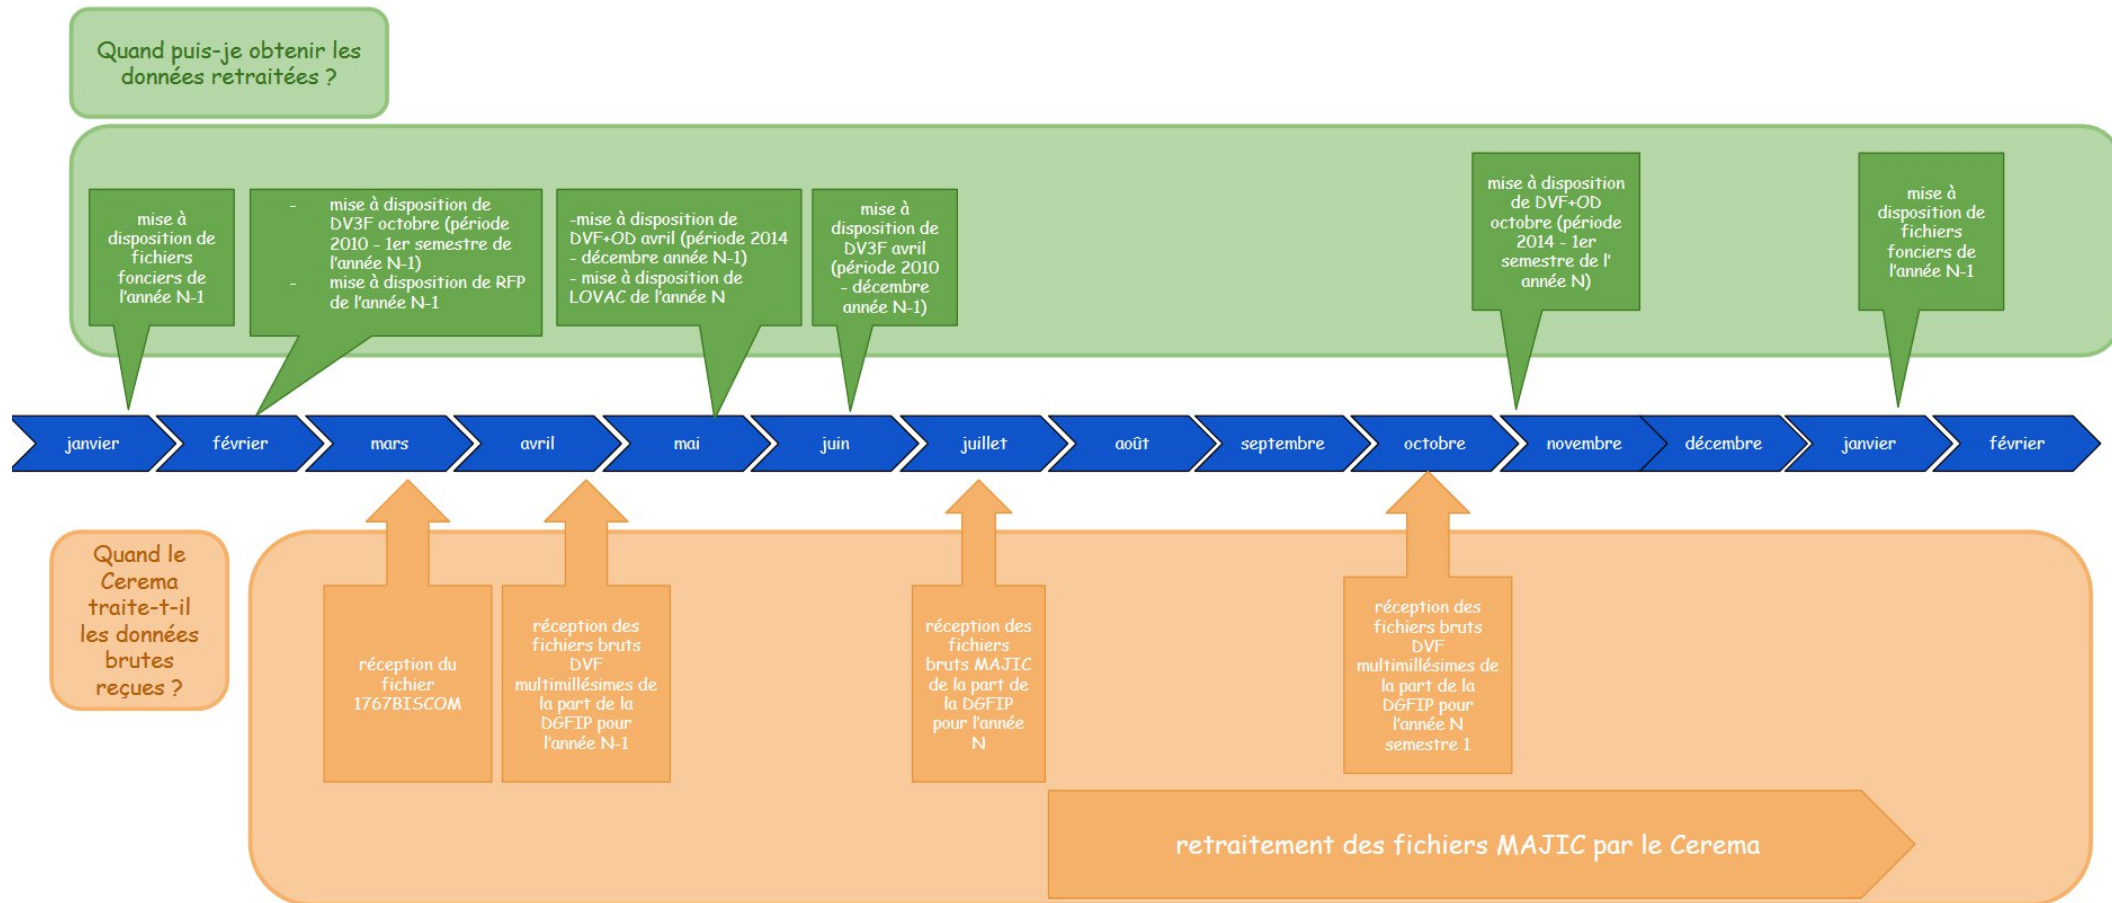 Quand puis-je obtenir les
données retraitées ?
mise à
disposition de
fichiers
fonciers de
l'année N-1
- mise à disposition de
DV3F octobre (période
2010 - 1er semestre de
l'année N-1)
- mise à disposition de RFP
de l'année N-1
-mise à disposition de
DVF+OD avril (période 2014
- décembre année N-1)
- mise à disposition de
LOVAC de l'année N
mise à
disposition de
DV3F avril
(période 2010
- décembre
année N-1)
mise à disposition
de DVF+OD
octobre (période
2014 - 1er
semestre de l'
année N)
mise à
disposition de
fichiers
fonciers de
l'année N-1
janvier
février
mars
avril
mai
juin
juillet
août
septembre
octobre
novembre
décembre
janvier
février
Quand le
Cerema
traite-t-il
les données
brutes
reçues ?
réception du
fichier
1767BISCOM
réception des
fichiers bruts
DVF
multimillésimes de
la part de la
DGFIP pour
l'année N-1
réception des
fichiers
bruts MAJIC
de la part de
la DGFIP
pour l'année
N
réception des
fichiers bruts
DVF
multimillésimes de
la part de la
DGFIP pour
l'année N
semestre 1
retraitement des fichiers MAJIC par le Cerema